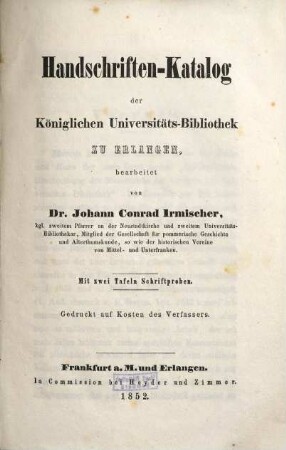 Handschriften-Katalog
der
Königlichen Universitäts-Bibliothek
ZU ERLANGEN,
bearbeitet
von
Dr. Johann Conrad Irmischer,
kgl. zweitem Pfarrer an der Neustadtkirche und zweitem Universitäts-
Bibliothekar, Mitglied der Gesellschaft für pommerische Geschichte
und Alterthumskunde, so wie der historischen Vereine
von Mittel- und Unterfranken.
Mit zwei Tafeln Schriftproben.
Gedruckt auf Kosten des Verfassers.
Frankfurt a. M. und Erlangen.
In Commission bei Heyder und Zimmer.
1852.